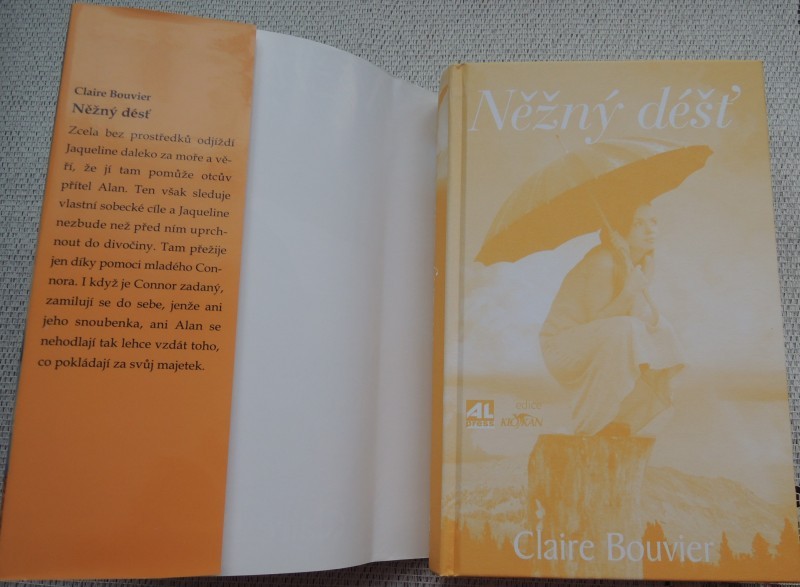 Claire Bouvier
Něžný déšť
Zcela bez prostředků odjíždí
Jaqueline daleko za moře a vě-
ří, že jí tam pomůže otcův
přítel Alan. Ten však sleduje
vlastní sobecké cíle a Jaqueline
nezbude než před ním uprch-
nout do divočiny. Tam přežije
jen díky pomoci mladého Con-
nora. I když je Connor zadaný,
zamilují se do sebe, jenže ani
jeho snoubenka, ani Alan se
nehodlají tak lehce vzdát toho,
co pokládají za svůj majetek.
Něžný déšť
AL
press
edice
KLOKAN
Claire Bouvier